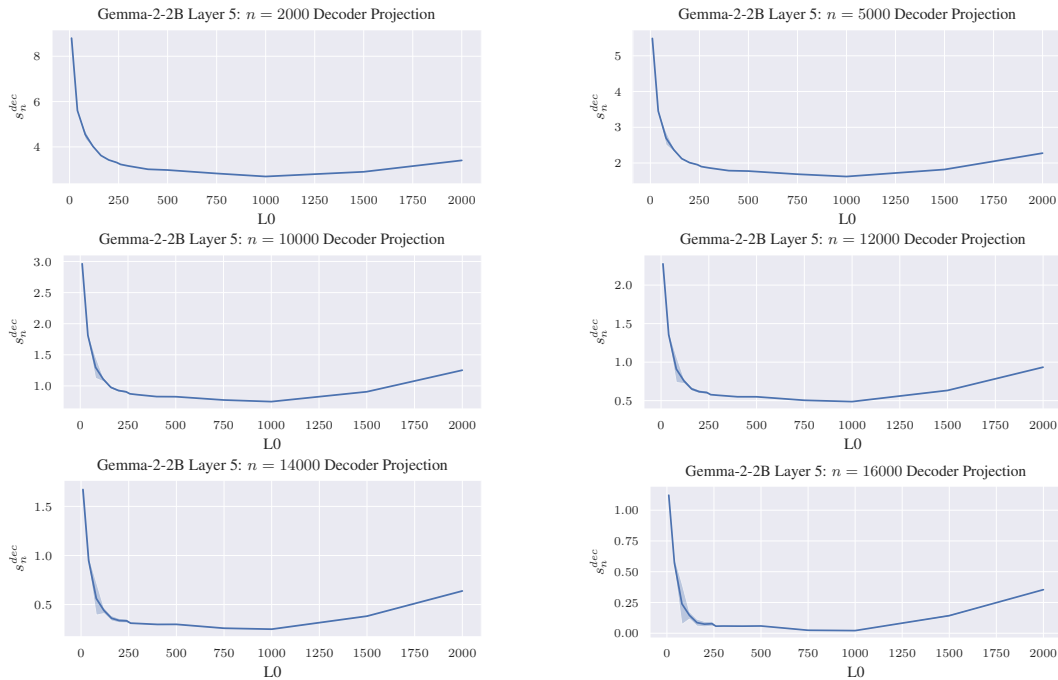 Gemma-2-2B Layer 5: n = 2000 Decoder Projection
8
6
4
s_n^{dec}
0 250 500 750 1000 1250 1500 1750 2000
L0
Gemma-2-2B Layer 5: n = 5000 Decoder Projection
5
4
3
2
s_n^{dec}
0 250 500 750 1000 1250 1500 1750 2000
L0
Gemma-2-2B Layer 5: n = 10000 Decoder Projection
3.0
2.5
2.0
1.5
1.0
s_n^{dec}
0 250 500 750 1000 1250 1500 1750 2000
L0
Gemma-2-2B Layer 5: n = 12000 Decoder Projection
2.0
1.5
1.0
0.5
s_n^{dec}
0 250 500 750 1000 1250 1500 1750 2000
L0
Gemma-2-2B Layer 5: n = 14000 Decoder Projection
1.5
1.0
0.5
s_n^{dec}
0 250 500 750 1000 1250 1500 1750 2000
L0
Gemma-2-2B Layer 5: n = 16000 Decoder Projection
1.00
0.75
0.50
0.25
0.00
s_n^{dec}
0 250 500 750 1000 1250 1500 1750 2000
L0